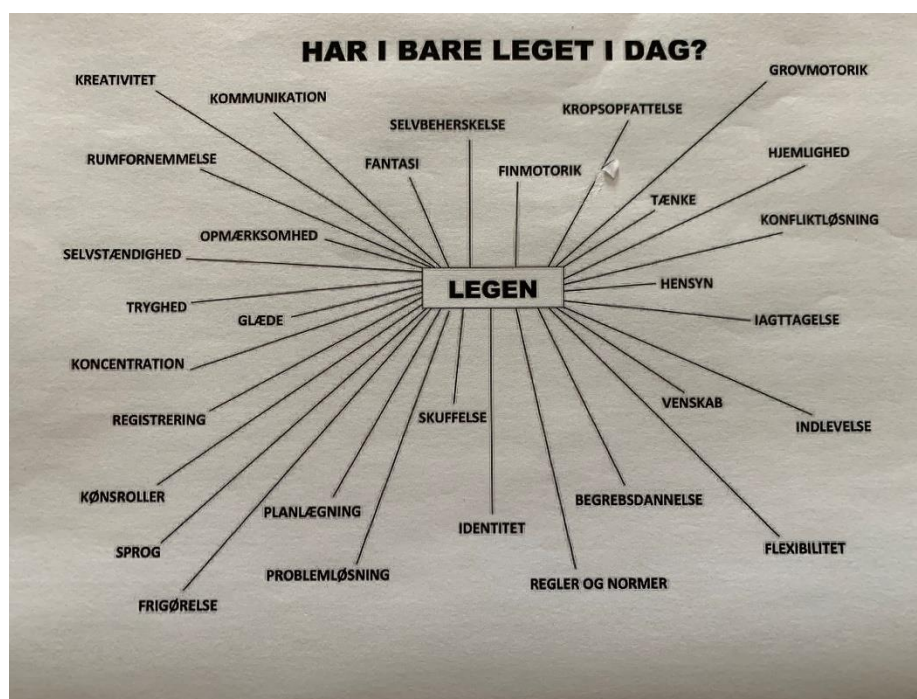 HAR I BARE LEGET I DAG?
KREATIVITET
KOMMUNIKATION
SELVBEHERSKELSE
KROPSOPFATTELSE
GROVMOTORIK
RUMFORNEMMELSE
FANTASI
FINMOTORIK
HJEMLIGHED
TÆNKE
OPMÆRKSOMHED
KONFLIKTLØSNING
SELVSTÆNDIGHED
LEGEN
HENSYN
TRYGHED
GLÆDE
IAGTTAGELSE
KONCENTRATION
VENSKAB
REGISTRERING
SKUFFELSE
INDLEVELSE
KØNSROLLER
PLANLÆGNING
IDENTITET
BEGREBSDANNELSE
SPROG
FLEXIBILITET
PROBLEMLØSNING
REGLER OG NORMER
FRIGØRELSE